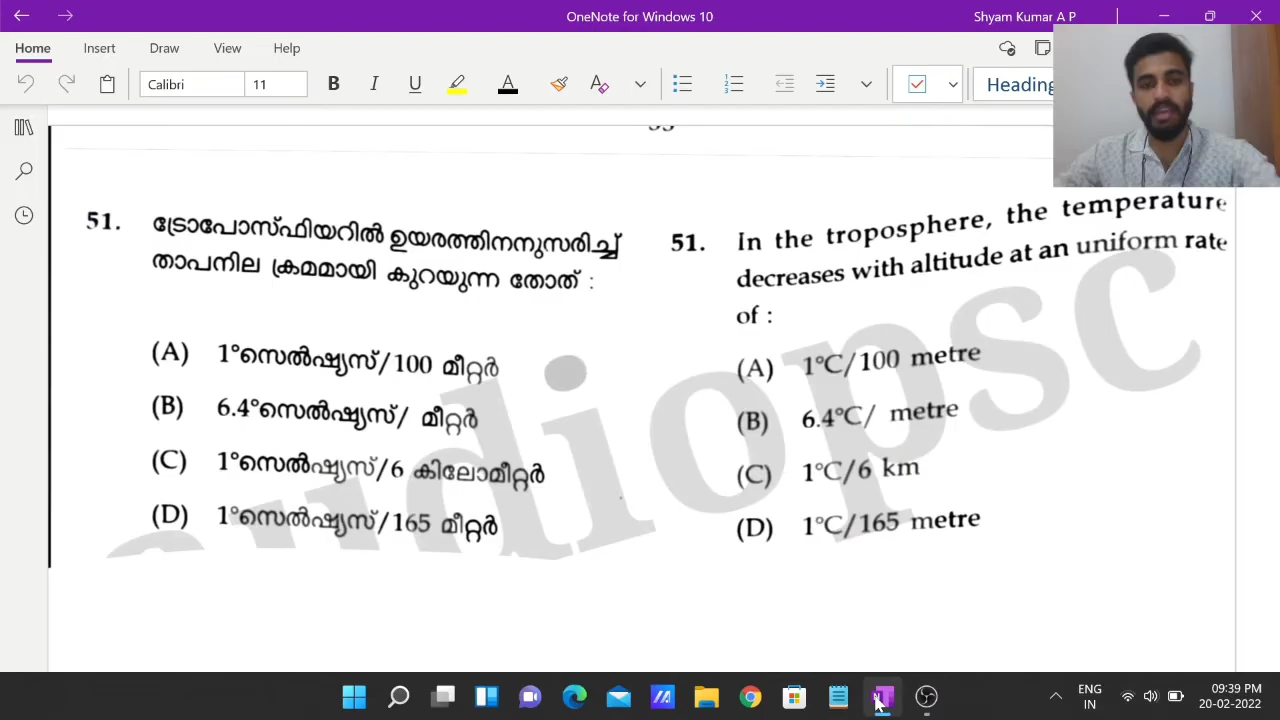 OneNote for Windows 10
Shyam Kumar A P
Home Insert Draw View Help
Calibri 11 B I U A Heading
51. ട്രോപോസ്ഫിയറിൽ ഉയരത്തിനനുസരിച്ച്
താപനില ക്രമമായി കുറയുന്ന തോത് :
(A) 1°സെൽഷ്യസ്/100 മീറ്റർ
(B) 6.4°സെൽഷ്യസ്/ മീറ്റർ
(C) 1°സെൽഷ്യസ്/6 കിലോമീറ്റർ
(D) 1°സെൽഷ്യസ്/165 മീറ്റർ
51. In the troposphere, the temperature
decreases with altitude at an uniform rate
of :
(A) 1°C/100 metre
(B) 6.4°C/ metre
(C) 1°C/6 km
(D) 1°C/165 metre
udiopsc
ENG
IN
09:39 PM
20-02-2022